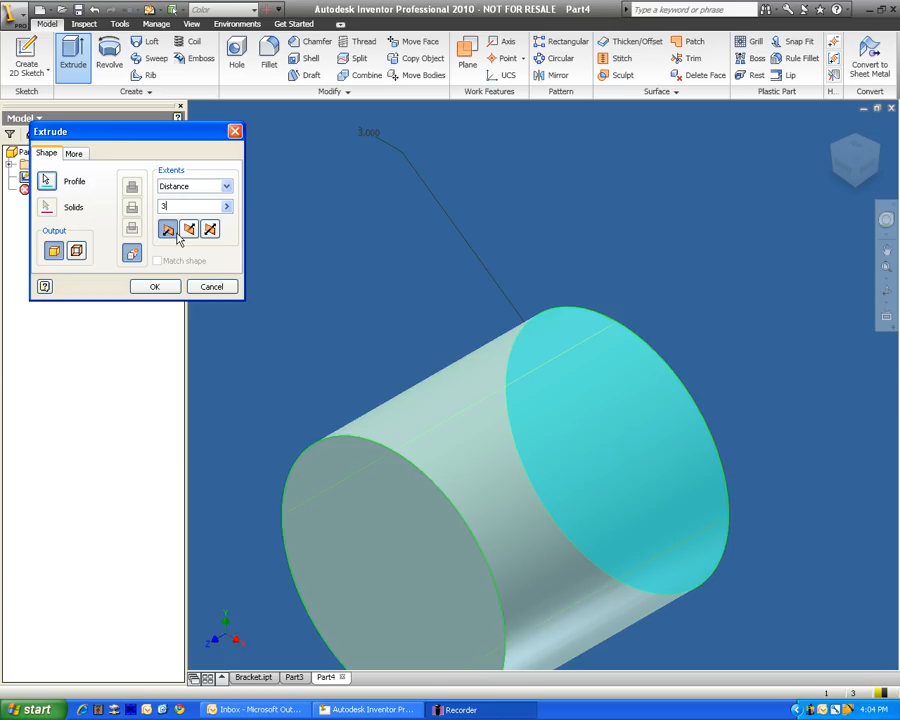 PRO
Color
Autodesk Inventor Professional 2010 - NOT FOR RESALE Part4
Type a keyword or phrase
Model Inspect Tools Manage View Environments Get Started
Create
2D Sketch
Extrude
Revolve
Loft
Sweep
Rib
Coil
Emboss
Hole
Fillet
Chamfer
Shell
Draft
Thread
Split
Combine
Move Face
Copy Object
Move Bodies
Plane
Axis
Point
UCS
Rectangular
Circular
Mirror
Thicken/Offset
Stitch
Sculpt
Patch
Trim
Delete Face
Grill
Boss
Rest
Snap Fit
Rule Fillet
Lip
Convert to
Sheet Metal
Sketch Create Modify Work Features Pattern Surface Plastic Part H... Convert
Model
Extrude
Shape More
Profile
Solids
Output
Extents
Distance
3
Match shape
OK Cancel
3.000
Y
Z
X
Bracket.ipt Part3 Part4
1 3
start
Inbox - Microsoft Out...
Autodesk Inventor Pr...
Recorder
4:04 PM